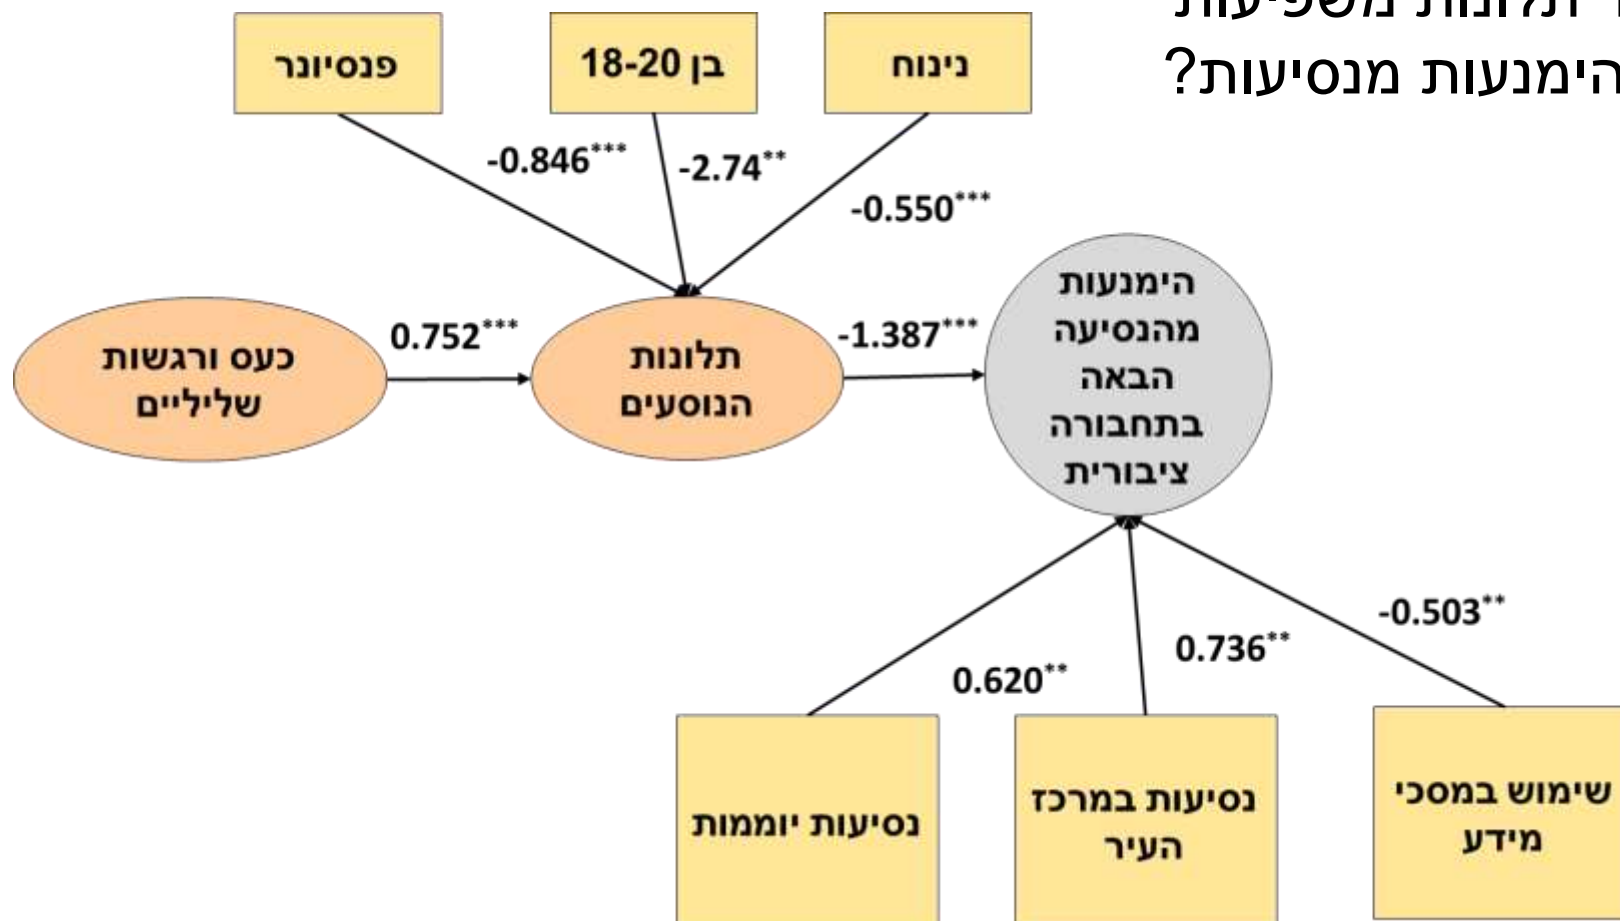 תלונות משפיעות
הימנעות מנסיעות?
פנסיונר
בן 18-20
נינוח
-0.846***
-2.74**
-0.550***
כעס ורגשות
שליליים
0.752***
תלונות
הנוסעים
-1.387***
הימנעות
מהנסיעה
הבאה
בתחבורה
ציבורית
0.620**
0.736**
-0.503**
נסיעות יוממות
נסיעות במרכז
העיר
שימוש במסכי
מידע